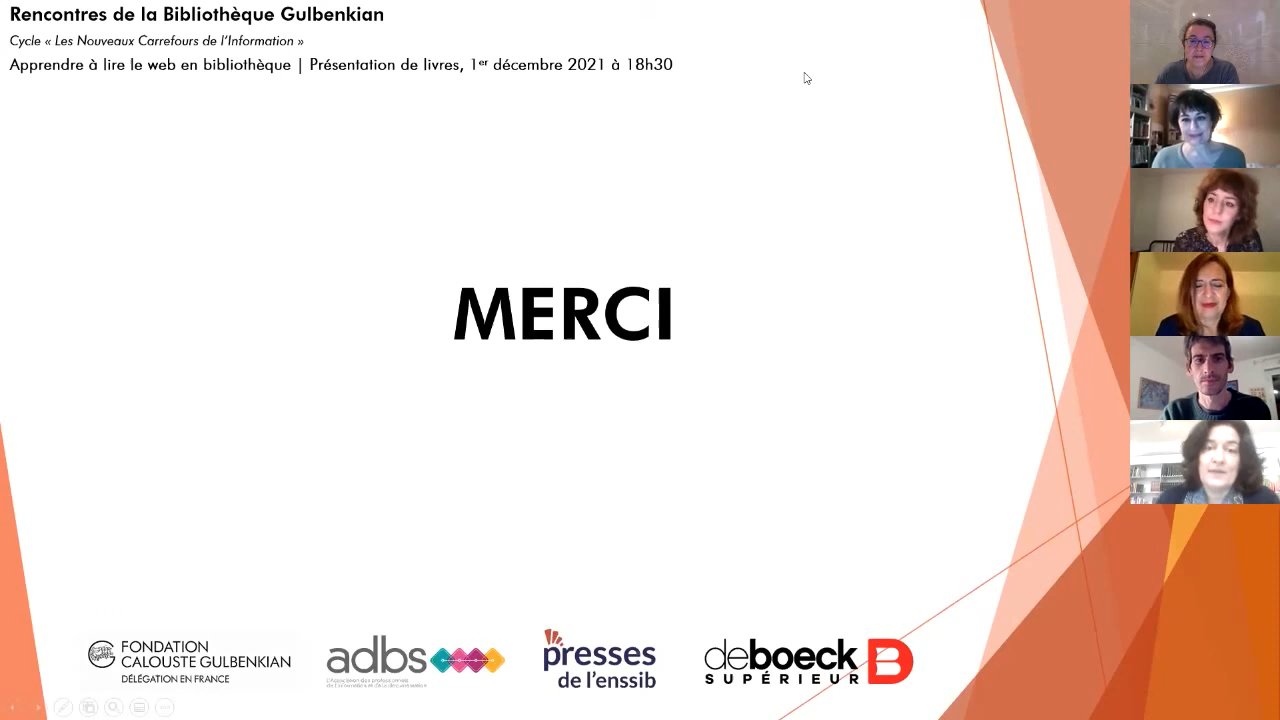 Rencontres de la Bibliothèque Gulbenkian
Cycle « Les Nouveaux Carrefours de l'Information »
Apprendre à lire le web en bibliothèque | Présentation de livres, 1er décembre 2021 à 18h30
MERCI
FONDATION
CALOUSTE GULBENKIAN
DÉLÉGATION EN FRANCE
adbs
presses
de l'enssib
deboeck B
SUPÉRIEUR